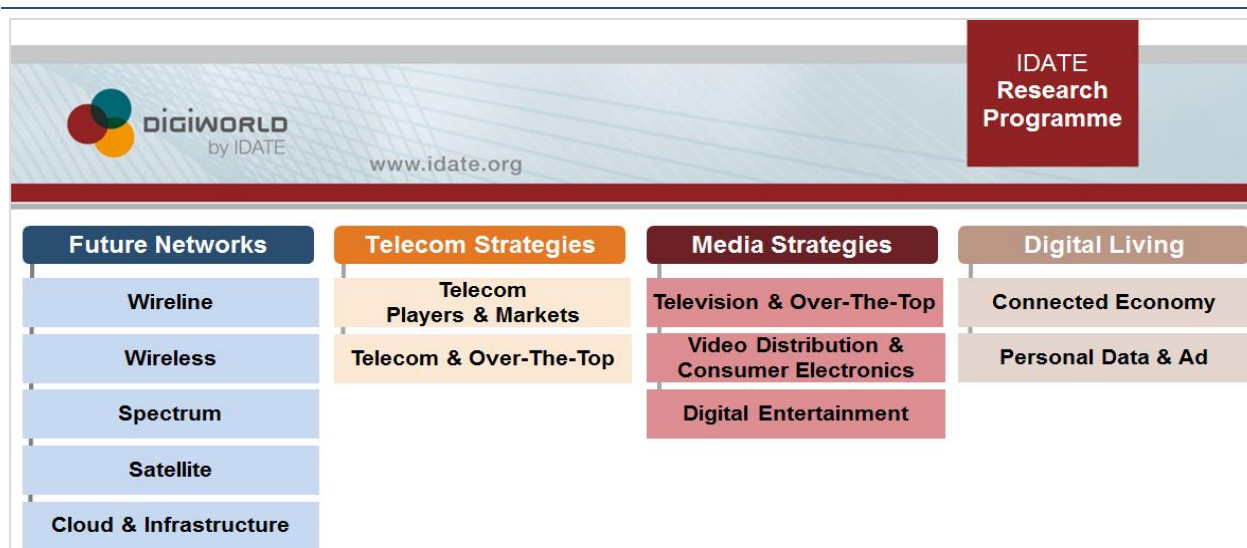 DIGIWORLD
by IDATE
www.idate.org
IDATE
Research
Programme
Future Networks
Wireline
Wireless
Spectrum
Satellite
Cloud & Infrastructure
Telecom Strategies
Telecom
Players & Markets
Telecom & Over-The-Top
Media Strategies
Television & Over-The-Top
Video Distribution &
Consumer Electronics
Digital Entertainment
Digital Living
Connected Economy
Personal Data & Ad